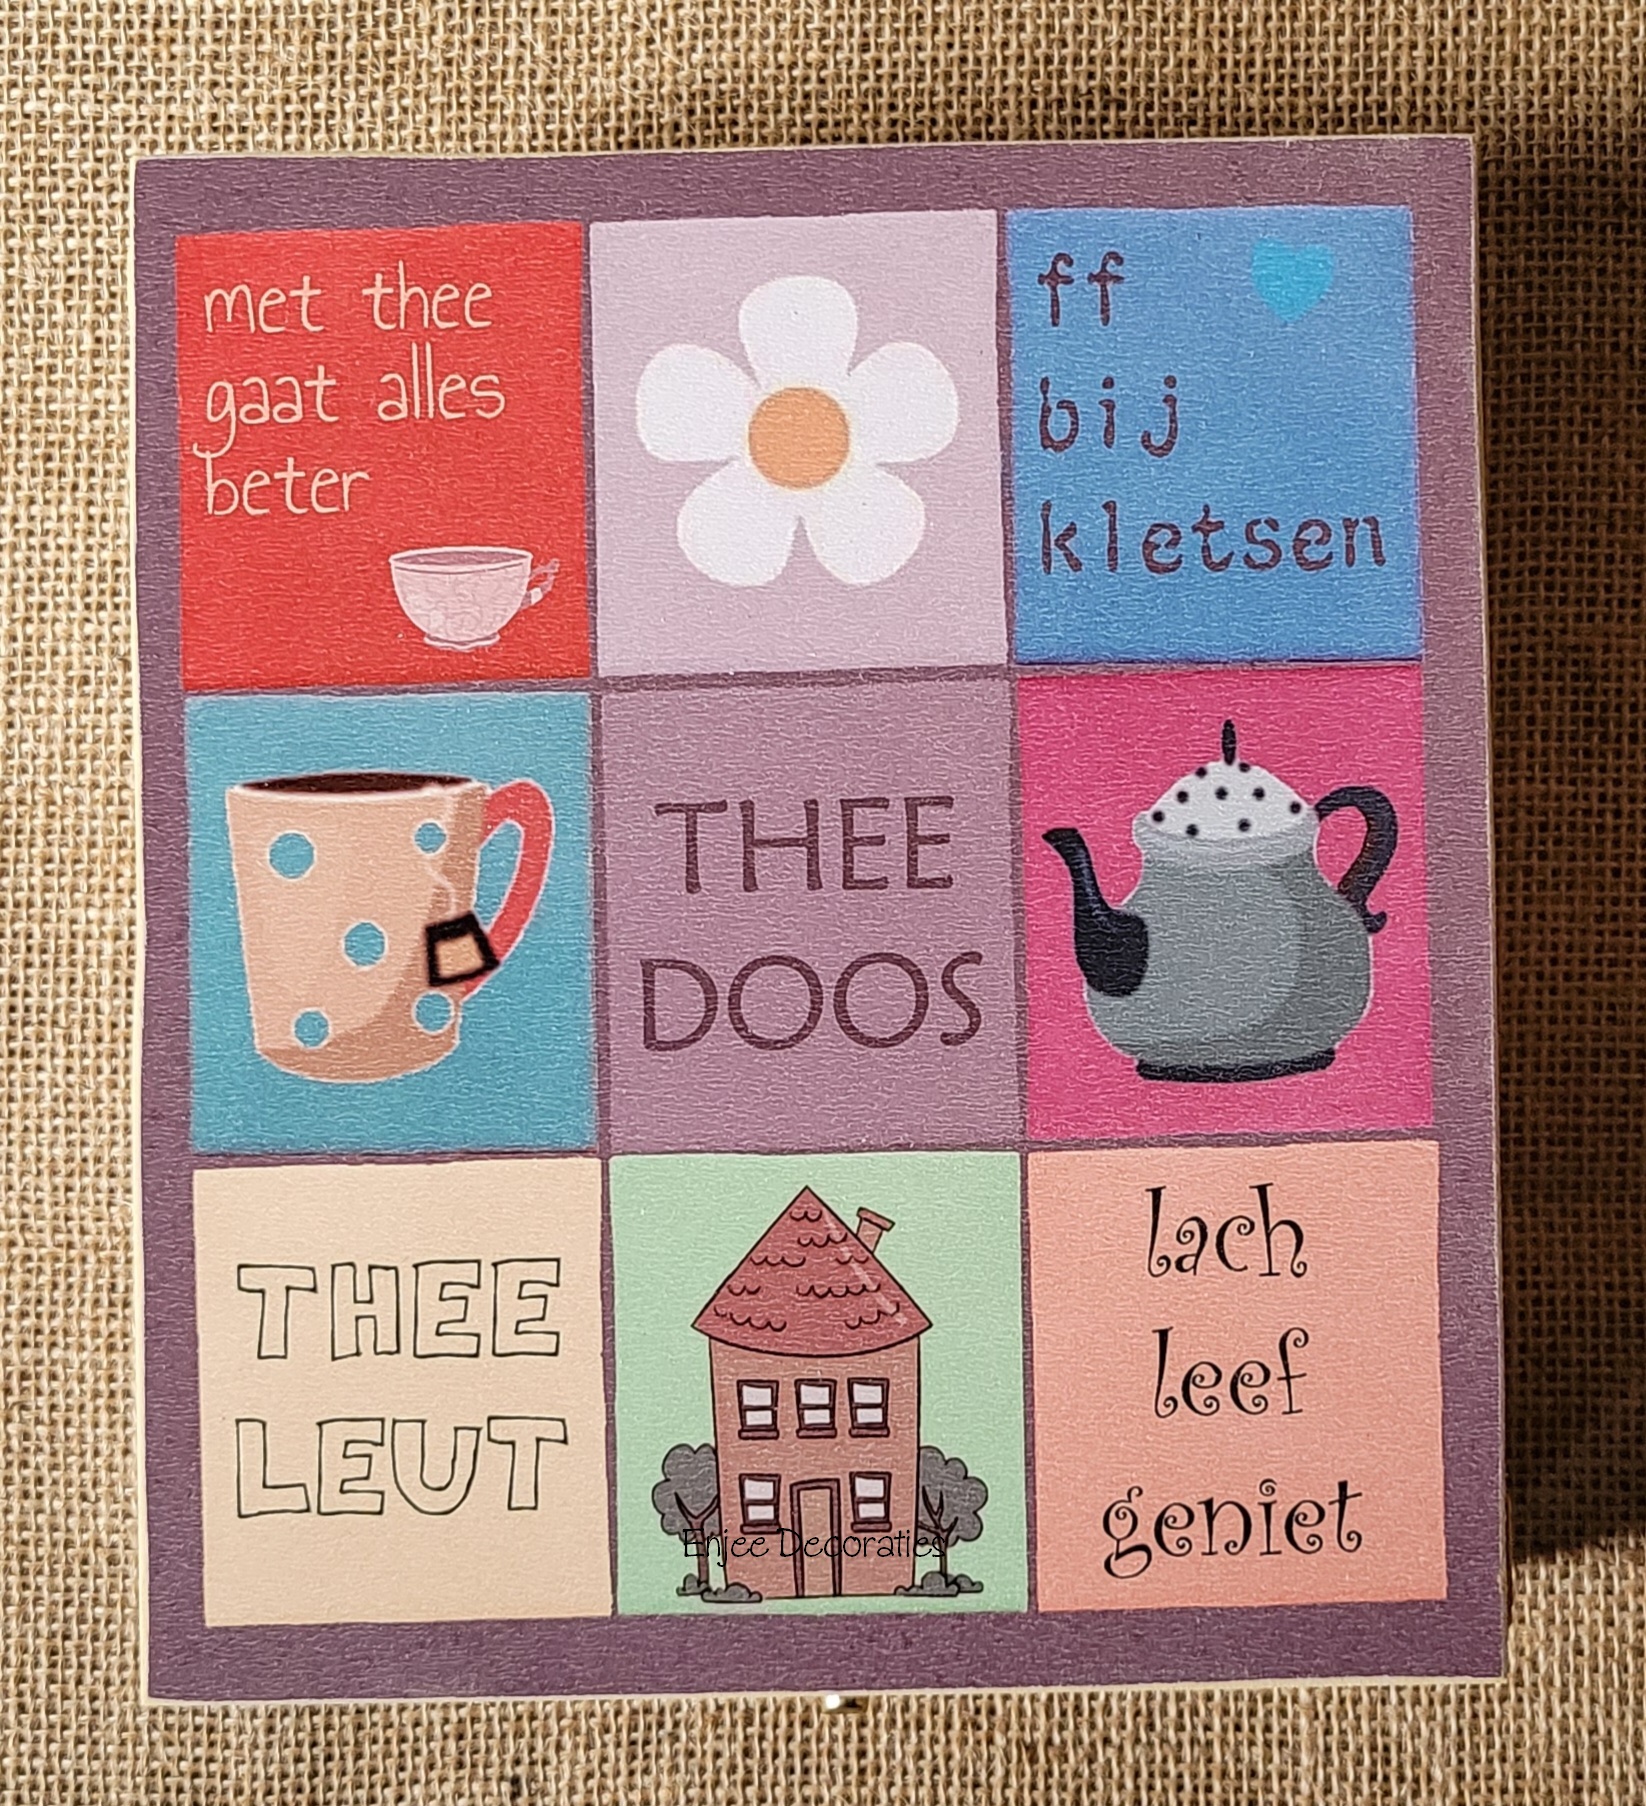 met thee
gaat alles
beter
ff
bij
kletsen
THEE
DOOS
THEE
LEUT
Enjee Decoraties
lach
leef
geniet